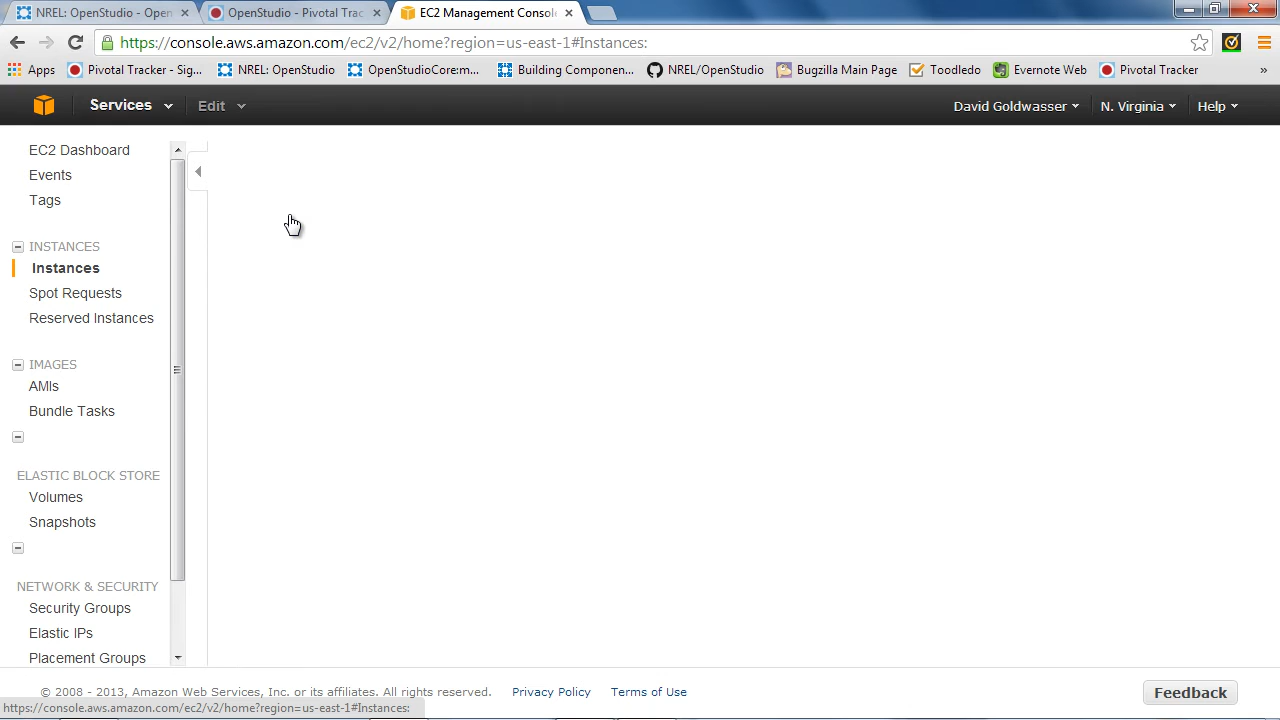 NREL: OpenStudio - Open
OpenStudio - Pivotal Trac
EC2 Management Console
https://console.aws.amazon.com/ec2/v2/home?region=us-east-1#Instances:
Apps
Pivotal Tracker - Sig...
NREL: OpenStudio
OpenStudioCore:m...
Building Componen...
NREL/OpenStudio
Bugzilla Main Page
Toodledo
Evernote Web
Pivotal Tracker
»
Services
Edit
David Goldwasser
N. Virginia
Help
EC2 Dashboard
Events
Tags
INSTANCES
Instances
Spot Requests
Reserved Instances
IMAGES
AMIs
Bundle Tasks
ELASTIC BLOCK STORE
Volumes
Snapshots
NETWORK & SECURITY
Security Groups
Elastic IPs
Placement Groups
© 2008 - 2013, Amazon Web Services, Inc. or its affiliates. All rights reserved.
Privacy Policy
Terms of Use
Feedback
https://console.aws.amazon.com/ec2/v2/home?region=us-east-1#Instances: